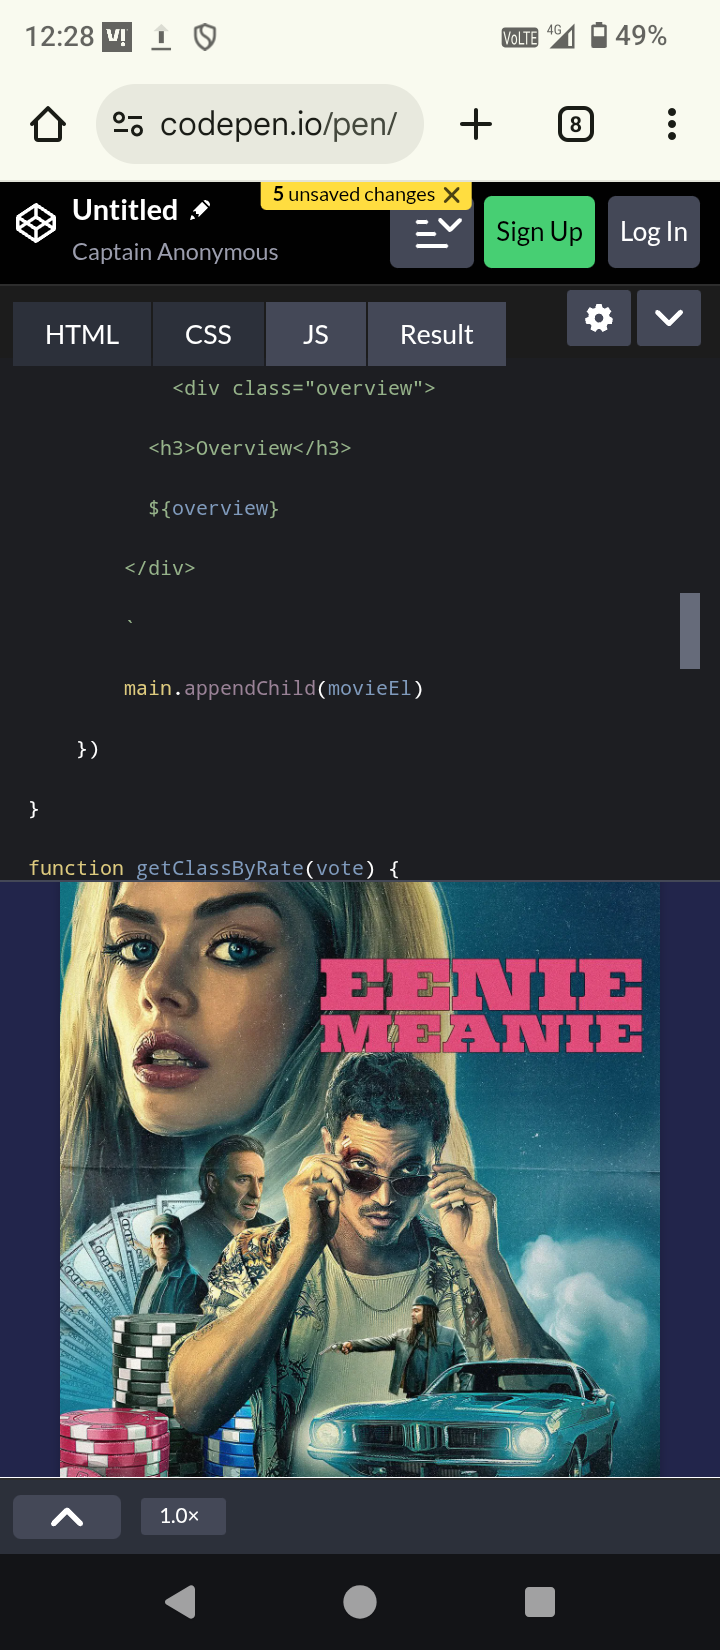 12:28
VoLTE 4G 49%
codepen.io/pen/
8
5 unsaved changes
Untitled
Captain Anonymous
Sign Up
Log In
HTML CSS JS Result
<div class="overview">
<h3>Overview</h3>
${overview}
</div>
`
main.appendChild(movieEl)
})
}
function getClassByRate(vote) {
EENIE
MEANIE
1.0×